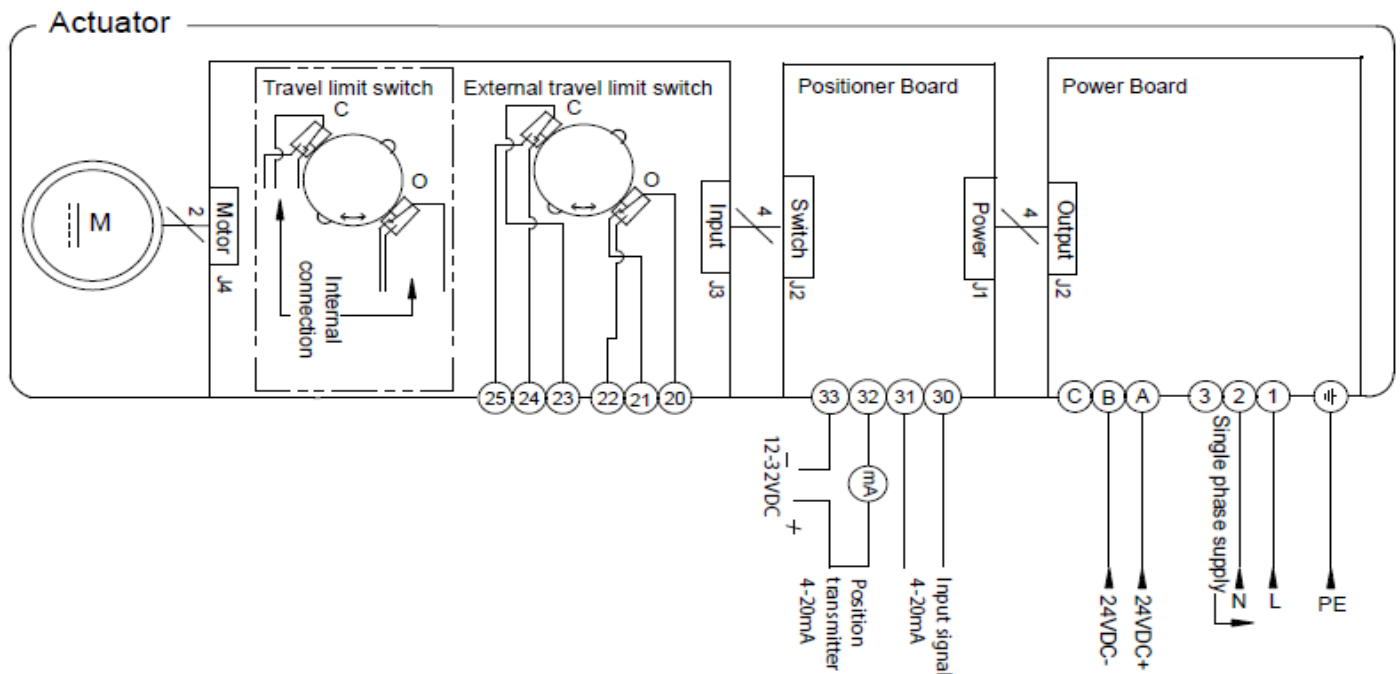 Actuator
Travel limit switch
External travel limit switch
Positioner Board
Power Board
C
C
O
O
M
2
Motor
J4
Internal
connection
Input
J3
4
Switch
J2
Power
J1
4
Output
J2
25
24
23
22
21
20
33
32
31
30
C
B
A
3
2
1
12-32VDC
-
+
mA
Position
transmitter
4-20mA
Input signal
4-20mA
24VDC-
24VDC+
Single phase supply
N
L
PE